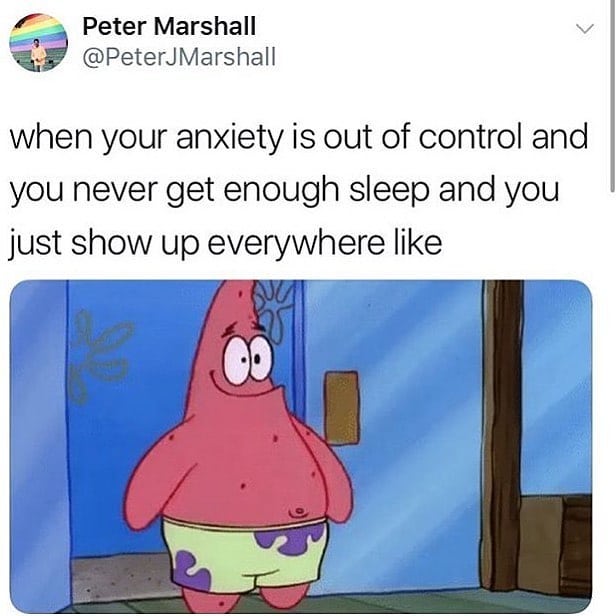 Peter Marshall
@PeterJMarshall
when your anxiety is out of control and
you never get enough sleep and you
just show up everywhere like